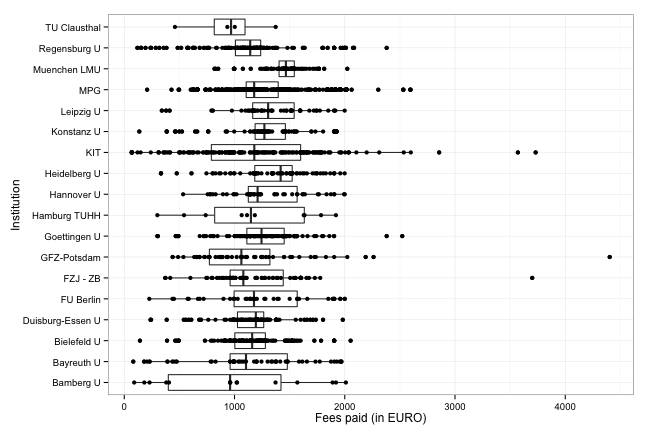 TU Clausthal
Regensburg U
Muenchen LMU
MPG
Leipzig U
Konstanz U
KIT
Heidelberg U
Hannover U
Hamburg TUHH
Goettingen U
GFZ-Potsdam
FZJ - ZB
FU Berlin
Duisburg-Essen U
Bielefeld U
Bayreuth U
Bamberg U
Institution
0 1000 2000 3000 4000
Fees paid (in EURO)